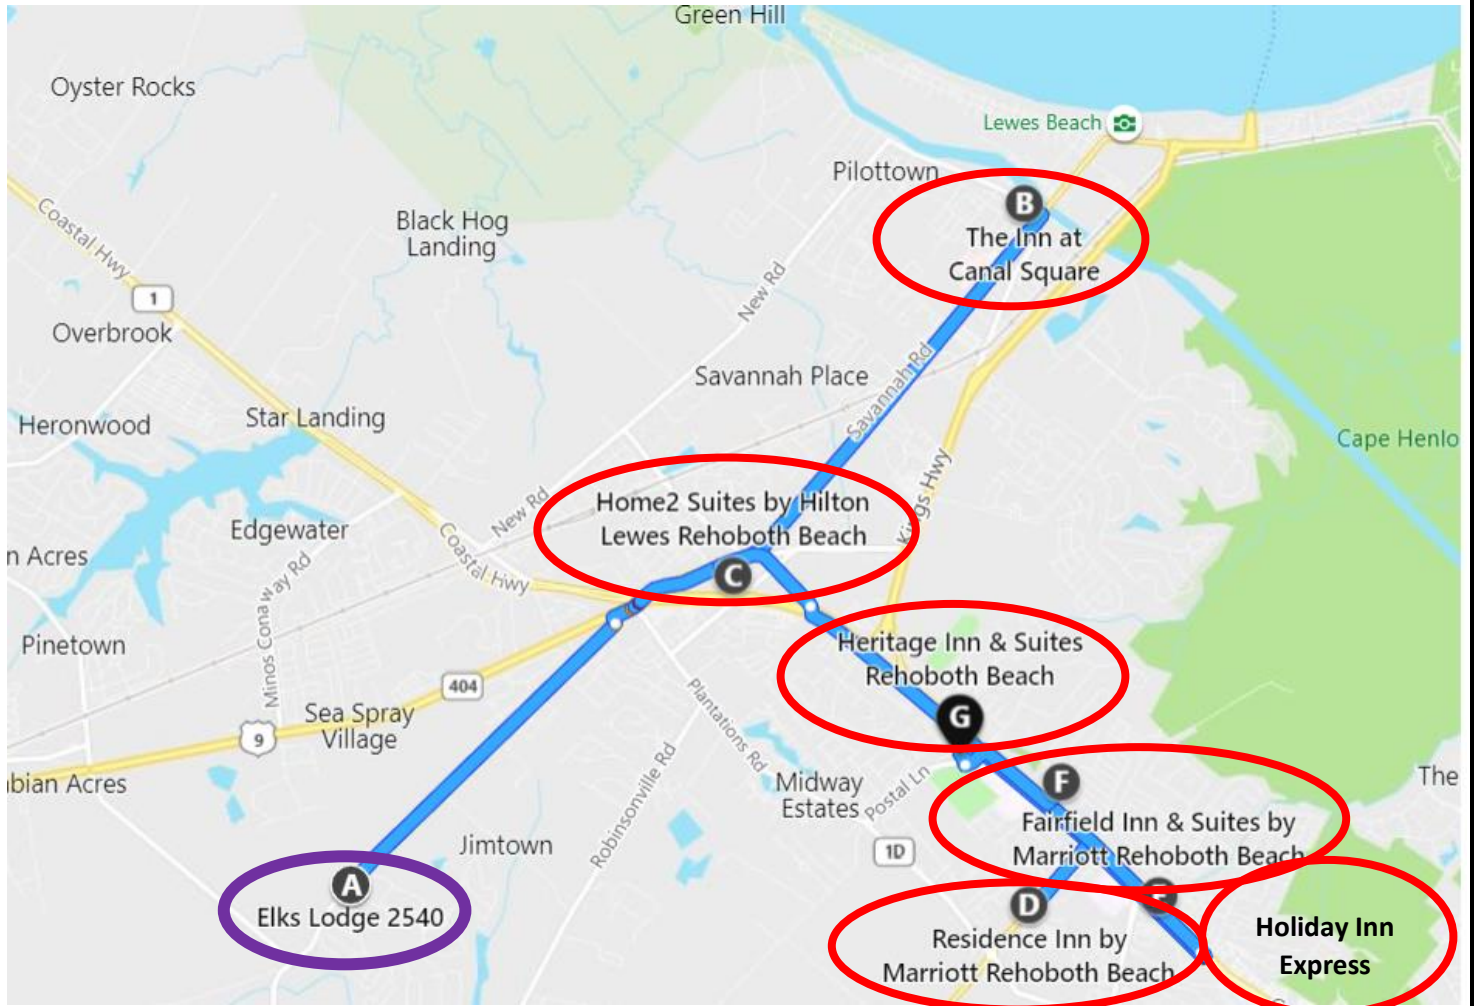 Green Hill
Oyster Rocks
Lewes Beach
Pilottown
B
The Inn at
Canal Square
Coastal Hwy
Black Hog
Landing
1
New Rd
Overbrook
Savannah Place
Savannah Rd
Heronwood
Star Landing
Cape Henlo
Kings Hwy
Home2 Suites by Hilton
Lewes Rehoboth Beach
C
New Rd
Edgewater
Coastal Hwy
n Acres
Minos Conaway Rd
Pinetown
Heritage Inn & Suites
Rehoboth Beach
404
G
Sea Spray
Village
9
Plantations Rd
Robinsonville Rd
bian Acres
Midway
Estates
Postal Ln
F
The
Fairfield Inn & Suites by
Marriott Rehoboth Beach
Jimtown
1D
A
Elks Lodge 2540
D
Residence Inn by
Marriott Rehoboth Beach
Holiday Inn
Express